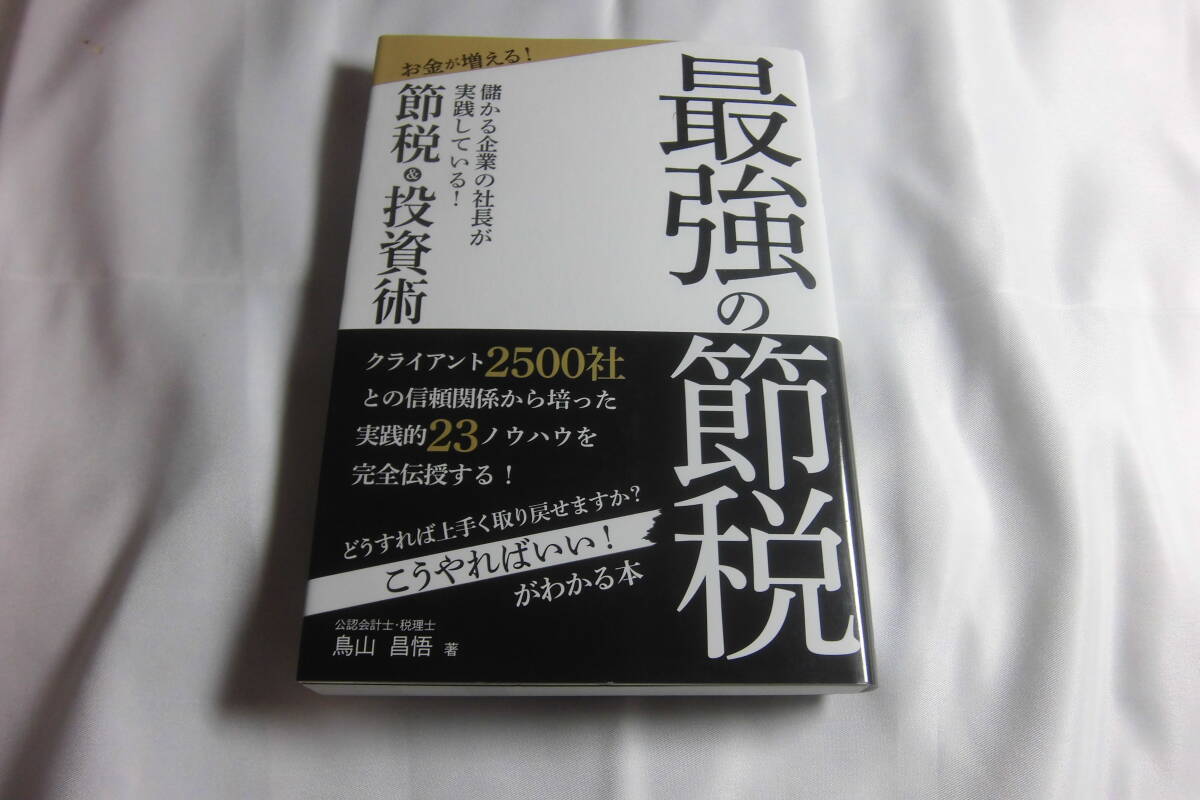 最強の節税
お金が増える!
儲かる企業の社長が
実践している!
節税&投資術
クライアント2500社
との信頼関係から培った
実践的23ノウハウを
完全伝授する!
どうすれば上手く取り戻せますか?
こうやればいい!
がわかる本
公認会計士・税理士
鳥山 昌悟 著